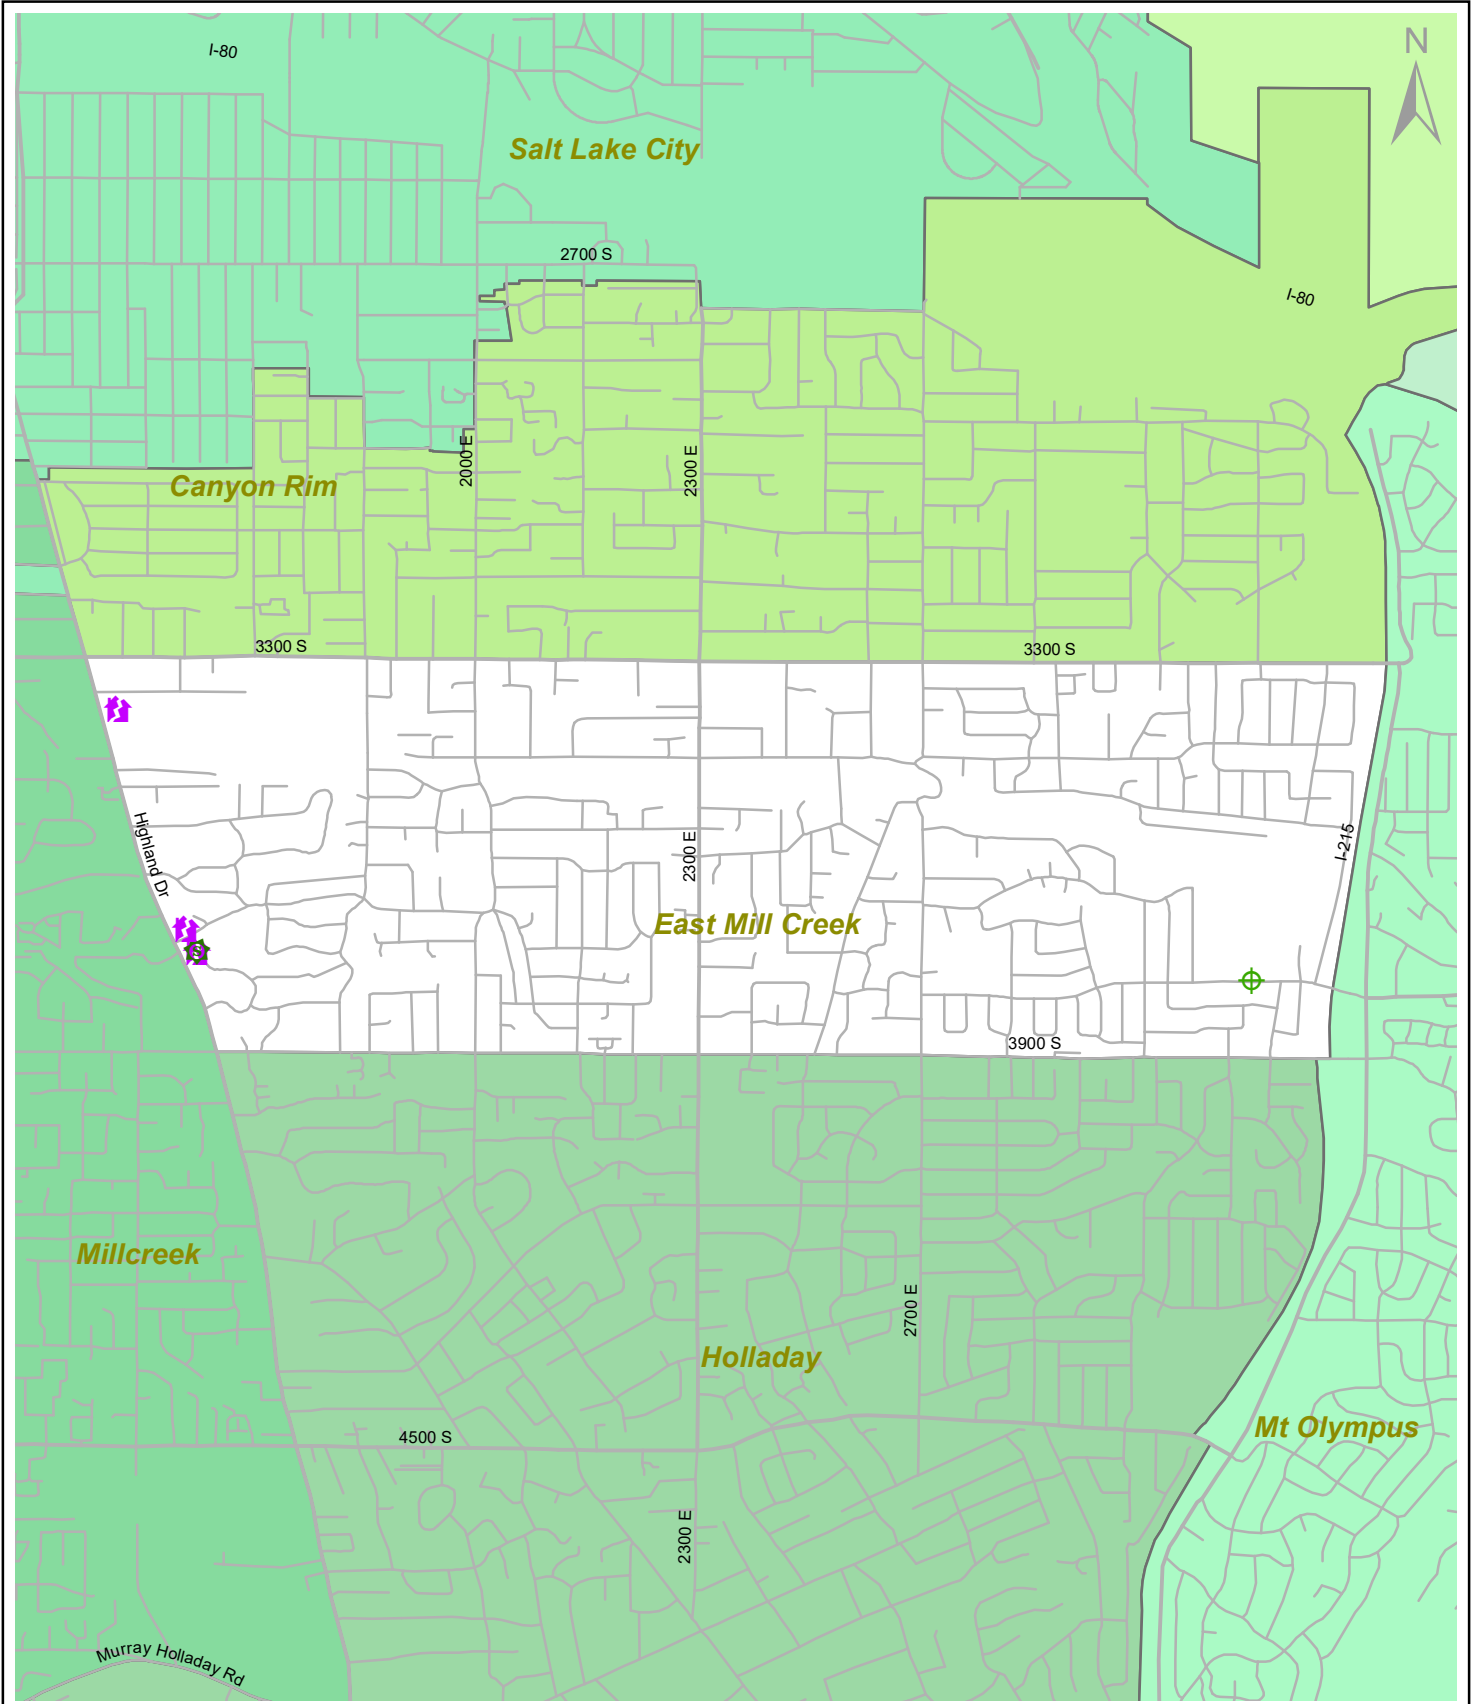 I-80
N
Salt Lake City
2700 S
I-80
2000 E
2300 E
Canyon Rim
3300 S
3300 S
Highland Dr
2300 E
I-215
East Mill Creek
3900 S
Millcreek
2700 E
Holladay
Mt Olympus
4500 S
2300 E
Murray Holladay Rd